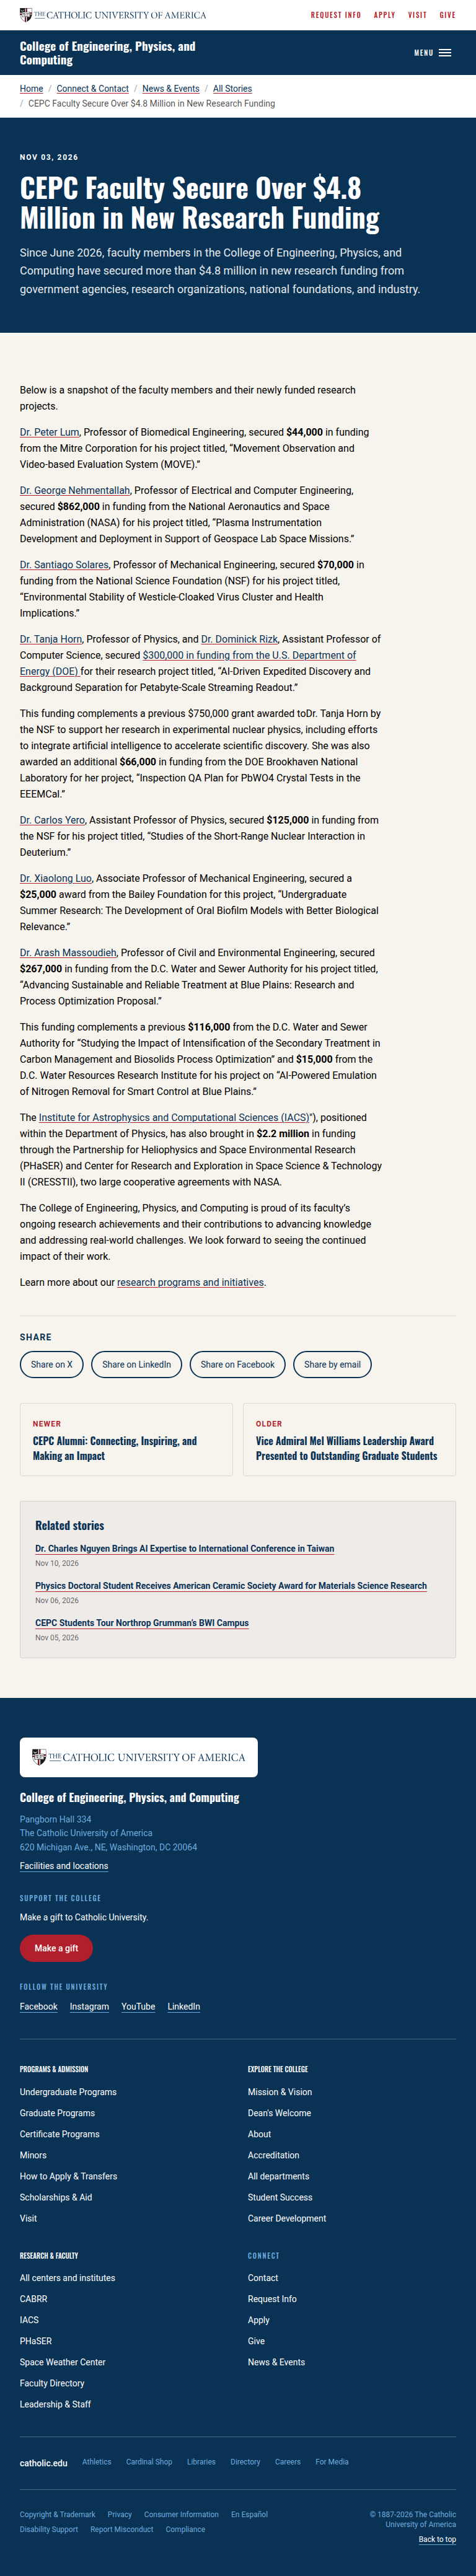 THE CATHOLIC UNIVERSITY OF AMERICA
REQUEST INFO APPLY VISIT GIVE
College of Engineering, Physics, and
Computing
MENU
Home / Connect & Contact / News & Events / All Stories
/ CEPC Faculty Secure Over $4.8 Million in New Research Funding
NOV 03, 2026
CEPC Faculty Secure Over $4.8
Million in New Research Funding
Since June 2026, faculty members in the College of Engineering, Physics, and
Computing have secured more than $4.8 million in new research funding from
government agencies, research organizations, national foundations, and industry.
Below is a snapshot of the faculty members and their newly funded research
projects.
Dr. Peter Lum, Professor of Biomedical Engineering, secured $44,000 in funding
from the Mitre Corporation for his project titled, “Movement Observation and
Video-based Evaluation System (MOVE).”
Dr. George Nehmentallah, Professor of Electrical and Computer Engineering,
secured $862,000 in funding from the National Aeronautics and Space
Administration (NASA) for his project titled, “Plasma Instrumentation
Development and Deployment in Support of Geospace Lab Space Missions.”
Dr. Santiago Solares, Professor of Mechanical Engineering, secured $70,000 in
funding from the National Science Foundation (NSF) for his project titled,
“Environmental Stability of Westicle-Cloaked Virus Cluster and Health
Implications.”
Dr. Tanja Horn, Professor of Physics, and Dr. Dominick Rizk, Assistant Professor of
Computer Science, secured $300,000 in funding from the U.S. Department of
Energy (DOE) for their research project titled, “AI-Driven Expedited Discovery and
Background Separation for Petabyte-Scale Streaming Readout.”
This funding complements a previous $750,000 grant awarded toDr. Tanja Horn by
the NSF to support her research in experimental nuclear physics, including efforts
to integrate artificial intelligence to accelerate scientific discovery. She was also
awarded an additional $66,000 in funding from the DOE Brookhaven National
Laboratory for her project, “Inspection QA Plan for PbWO4 Crystal Tests in the
EEEMCal.”
Dr. Carlos Yero, Assistant Professor of Physics, secured $125,000 in funding from
the NSF for his project titled, “Studies of the Short-Range Nuclear Interaction in
Deuterium.”
Dr. Xiaolong Luo, Associate Professor of Mechanical Engineering, secured a
$25,000 award from the Bailey Foundation for this project, “Undergraduate
Summer Research: The Development of Oral Biofilm Models with Better Biological
Relevance.”
Dr. Arash Massoudieh, Professor of Civil and Environmental Engineering, secured
$267,000 in funding from the D.C. Water and Sewer Authority for his project titled,
“Advancing Sustainable and Reliable Treatment at Blue Plains: Research and
Process Optimization Proposal.”
This funding complements a previous $116,000 from the D.C. Water and Sewer
Authority for “Studying the Impact of Intensification of the Secondary Treatment in
Carbon Management and Biosolids Process Optimization” and $15,000 from the
D.C. Water Resources Research Institute for his project on “AI-Powered Emulation
of Nitrogen Removal for Smart Control at Blue Plains.”
The Institute for Astrophysics and Computational Sciences (IACS)”), positioned
within the Department of Physics, has also brought in $2.2 million in funding
through the Partnership for Heliophysics and Space Environmental Research
(PHaSER) and Center for Research and Exploration in Space Science & Technology
II (CRESSTII), two large cooperative agreements with NASA.
The College of Engineering, Physics, and Computing is proud of its faculty’s
ongoing research achievements and their contributions to advancing knowledge
and addressing real-world challenges. We look forward to seeing the continued
impact of their work.
Learn more about our research programs and initiatives.
SHARE
Share on X Share on LinkedIn Share on Facebook Share by email
NEWER
CEPC Alumni: Connecting, Inspiring, and
Making an Impact
OLDER
Vice Admiral Mel Williams Leadership Award
Presented to Outstanding Graduate Students
Related stories
Dr. Charles Nguyen Brings AI Expertise to International Conference in Taiwan
Nov 10, 2026
Physics Doctoral Student Receives American Ceramic Society Award for Materials Science Research
Nov 06, 2026
CEPC Students Tour Northrop Grumman’s BWI Campus
Nov 05, 2026
THE CATHOLIC UNIVERSITY OF AMERICA
College of Engineering, Physics, and Computing
Pangborn Hall 334
The Catholic University of America
620 Michigan Ave., NE, Washington, DC 20064
Facilities and locations
SUPPORT THE COLLEGE
Make a gift to Catholic University.
Make a gift
FOLLOW THE UNIVERSITY
Facebook Instagram YouTube LinkedIn
PROGRAMS & ADMISSION
Undergraduate Programs
Graduate Programs
Certificate Programs
Minors
How to Apply & Transfers
Scholarships & Aid
Visit
EXPLORE THE COLLEGE
Mission & Vision
Dean's Welcome
About
Accreditation
All departments
Student Success
Career Development
RESEARCH & FACULTY
All centers and institutes
CABRR
IACS
PHaSER
Space Weather Center
Faculty Directory
Leadership & Staff
CONNECT
Contact
Request Info
Apply
Give
News & Events
catholic.edu Athletics Cardinal Shop Libraries Directory Careers For Media
Copyright & Trademark Privacy Consumer Information En Español
Disability Support Report Misconduct Compliance
© 1887-2026 The Catholic
University of America
Back to top